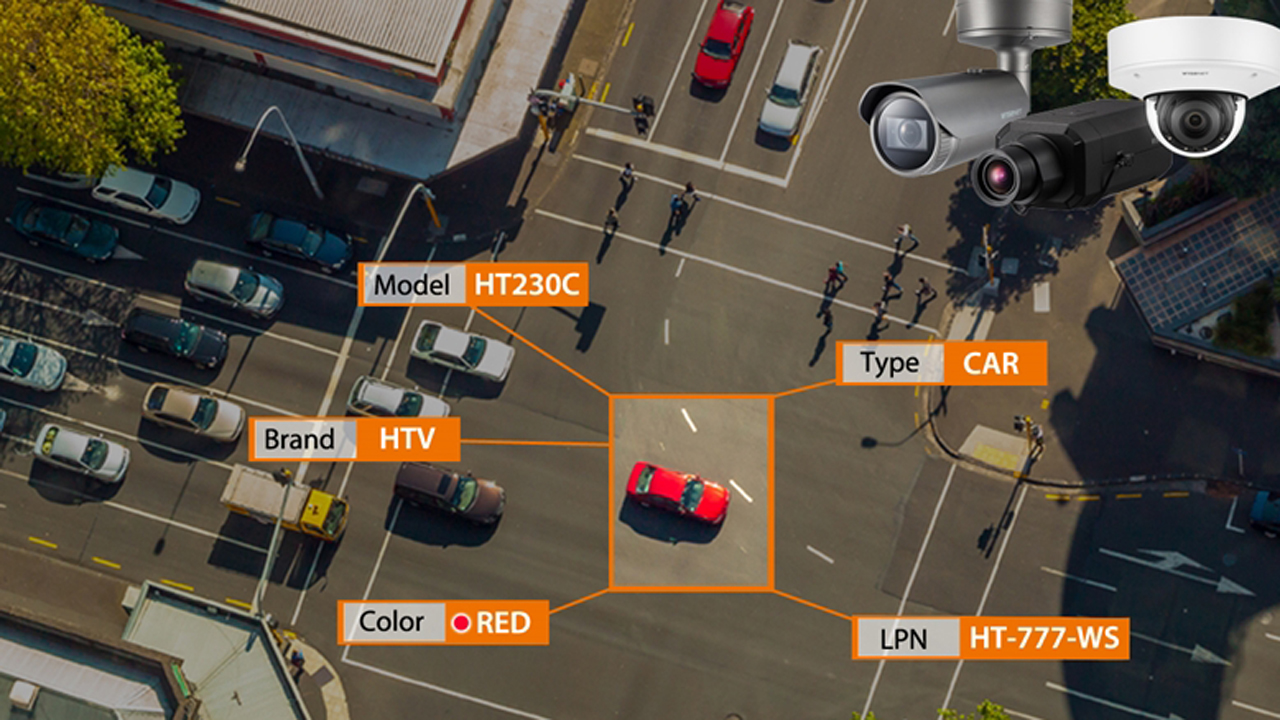 Model HT230C
Type CAR
Brand HTV
Color RED
LPN HT-777-WS